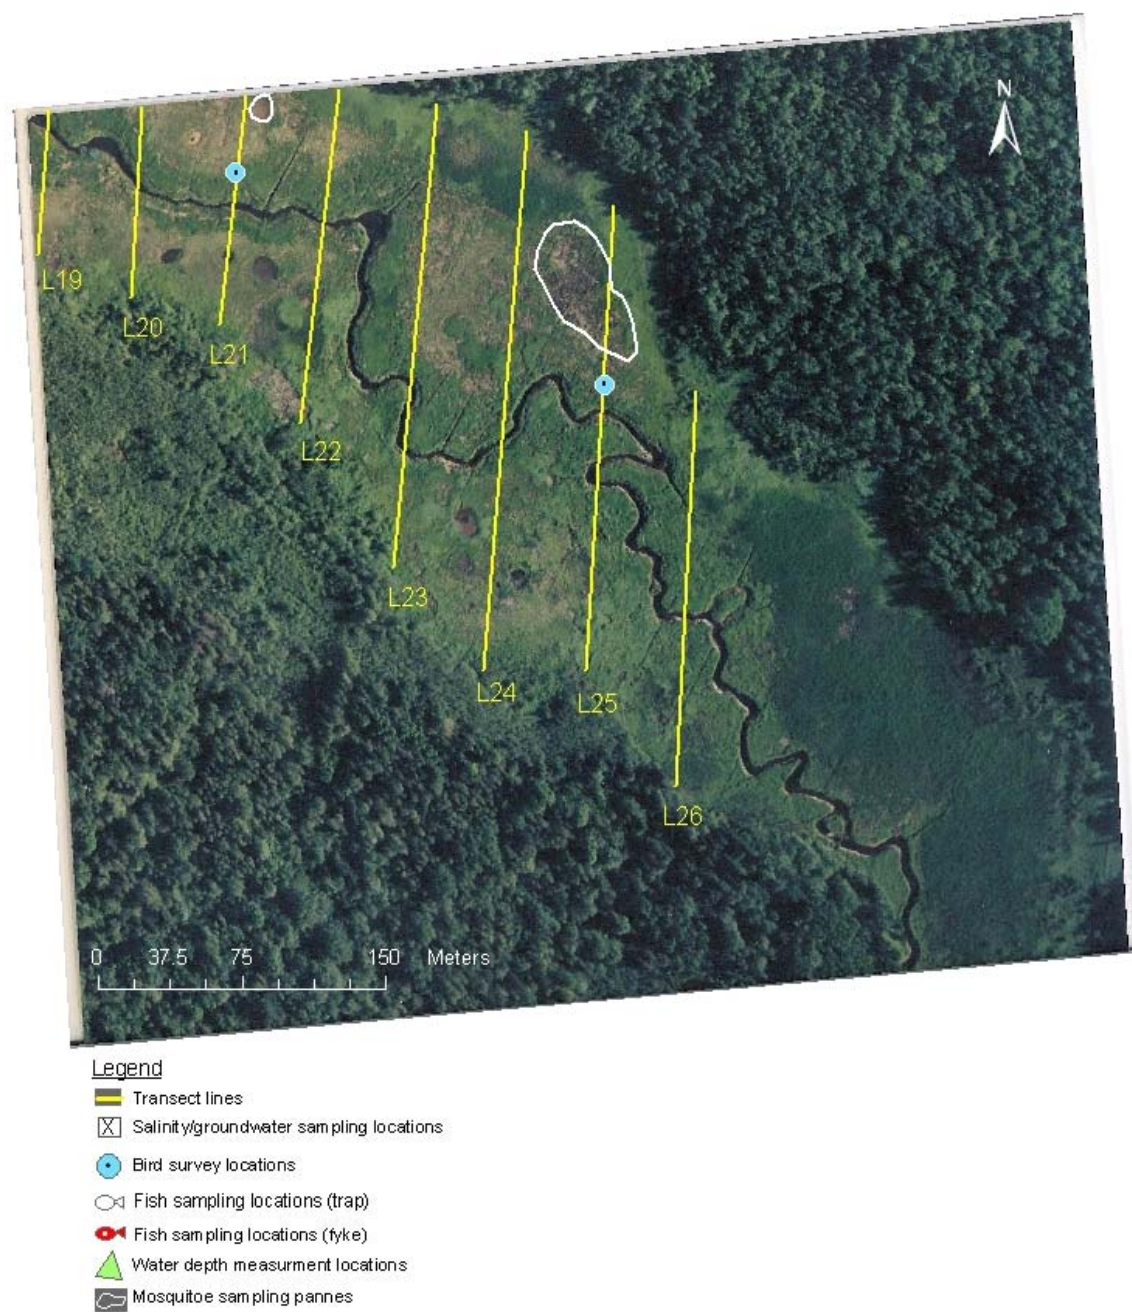 N
L19
L20
L21
L22
L23
L24
L25
L26
0 37.5 75 150 Meters
Legend
Transect lines
Salinity/groundwater sampling locations
Bird survey locations
Fish sampling locations (trap)
Fish sampling locations (fyke)
Water depth measurment locations
Mosquitoe sampling pannes